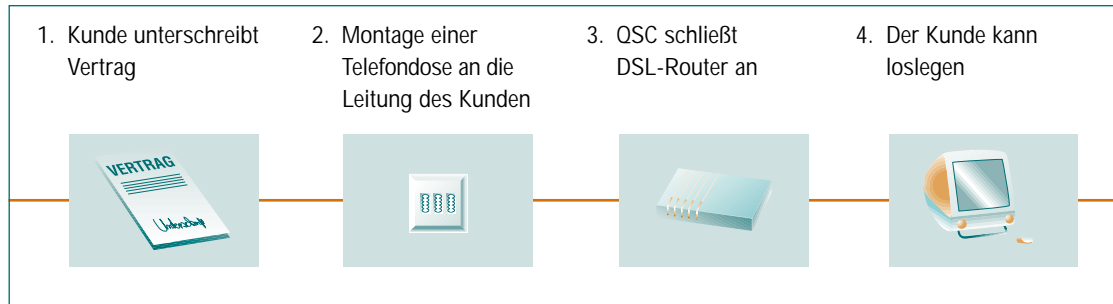 1. Kunde unterschreibt
Vertrag
2. Montage einer
Telefondose an die
Leitung des Kunden
3. QSC schließt
DSL-Router an
4. Der Kunde kann
loslegen
VERTRAG
Unterschrift